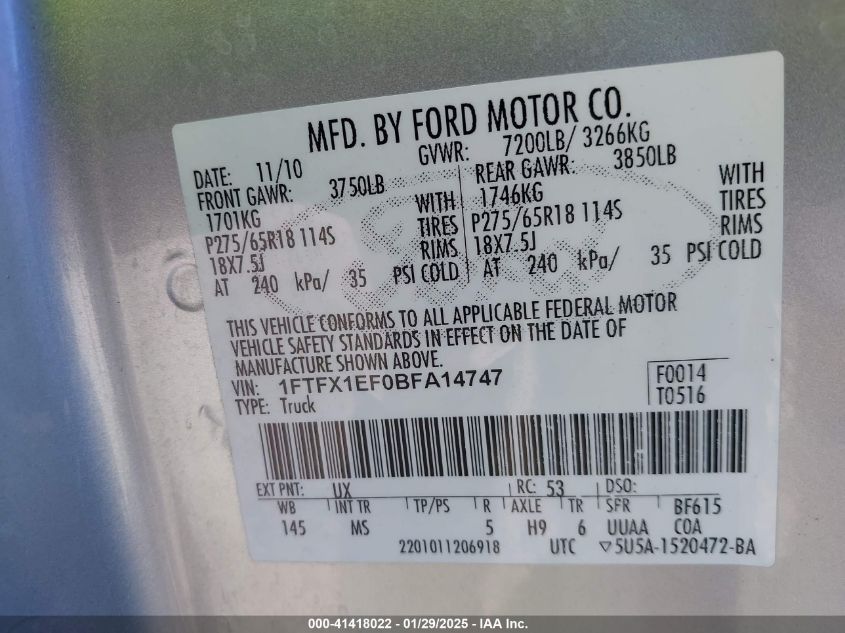 MFD. BY FORD MOTOR CO.
DATE: 11/10 GVWR: 7200LB/ 3266KG
FRONT GAWR: 3750LB REAR GAWR: 3850LB
1701KG WITH 1746KG WITH
P275/65R18 114S TIRES P275/65R18 114S TIRES
18X7.5J RIMS 18X7.5J RIMS
AT 240 kPa/ 35 PSI COLD AT 240 kPa/ 35 PSI COLD
THIS VEHICLE CONFORMS TO ALL APPLICABLE FEDERAL MOTOR
VEHICLE SAFETY STANDARDS IN EFFECT ON THE DATE OF
MANUFACTURE SHOWN ABOVE.
VIN: 1FTFX1EF0BFA14747 F0014
TYPE: Truck T0516
EXT PNT: UX RC: 53 DSO:
WB INT TR TP/PS R AXLE TR SFR BF615
145 MS 5 H9 6 UUAA COA
2201011206918 UTC ▽5U5A-1520472-BA
000-41418022 - 01/29/2025 - IAA Inc.